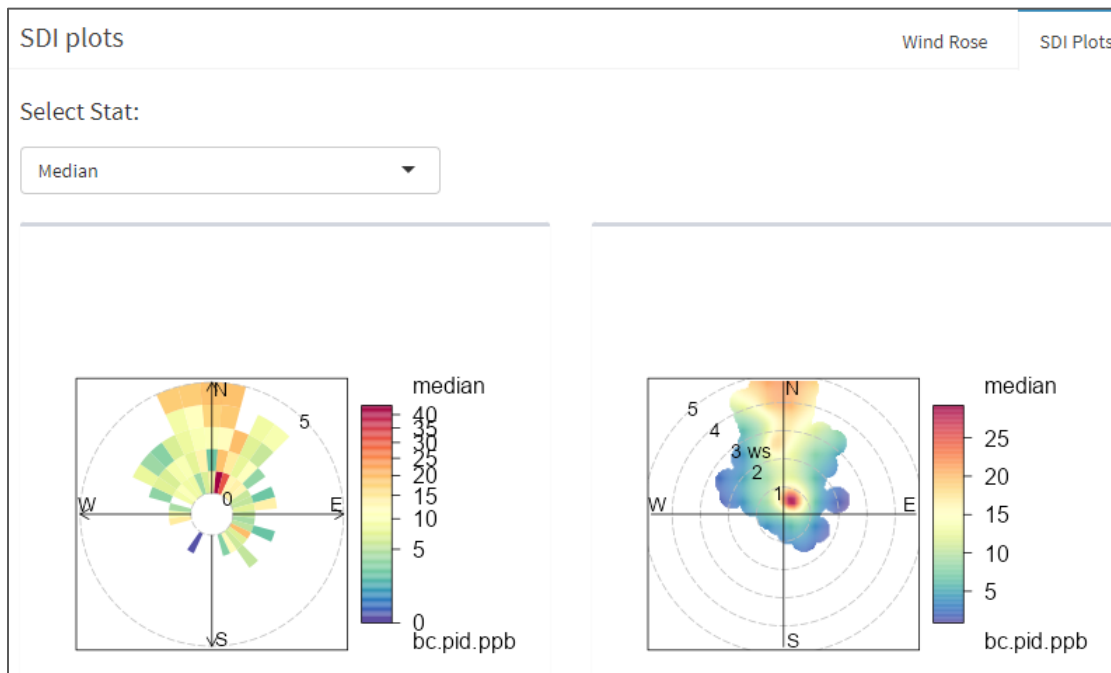 SDI plots
Wind Rose
SDI Plots
Select Stat:
Median
N
5
0
W
E
S
median
40
35
30
25
20
15
10
5
0
bc.pid.ppb
N
5
4
3 ws
2
1
W
E
S
median
25
20
15
10
5
bc.pid.ppb